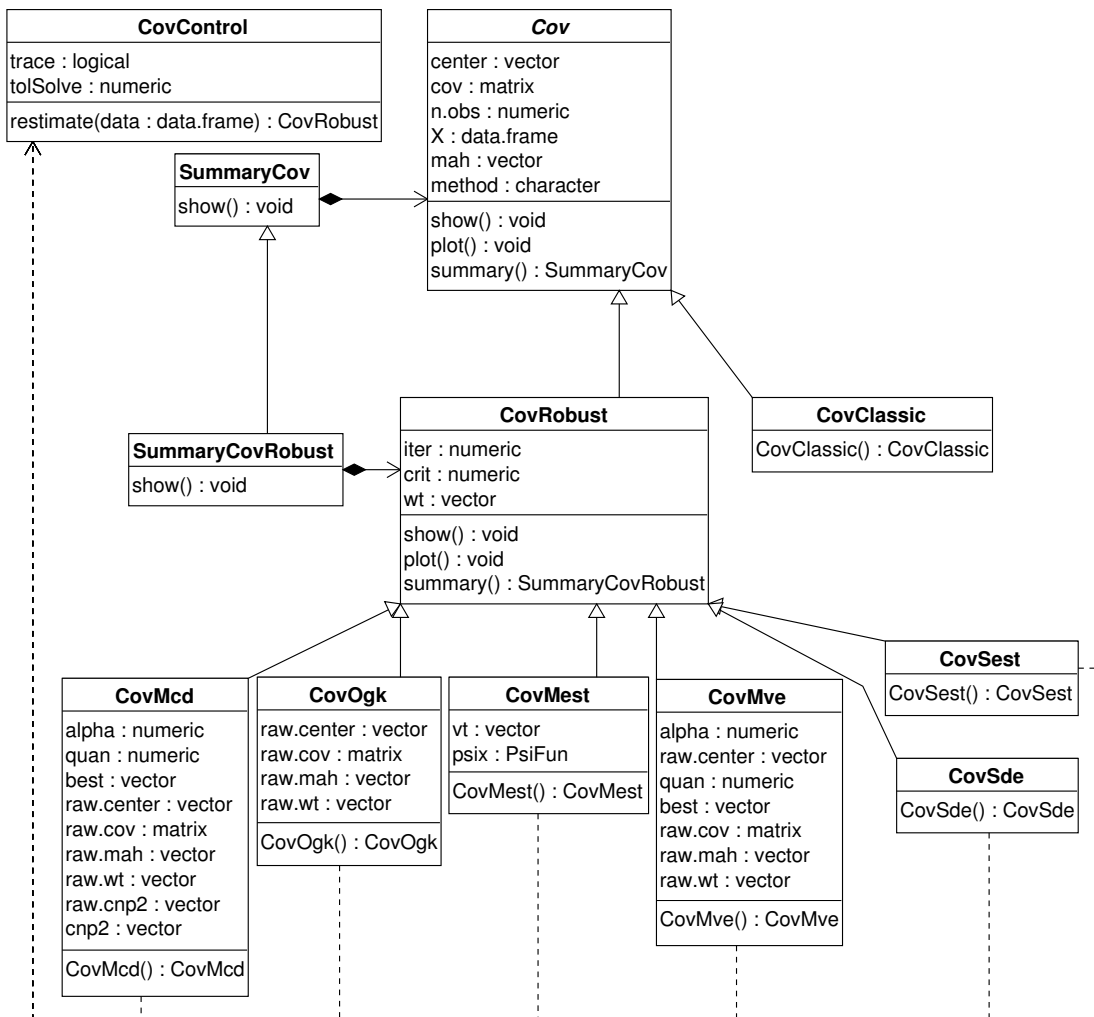 CovControl
trace : logical
tolSolve : numeric
restimate(data : data.frame) : CovRobust
Cov
center : vector
cov : matrix
n.obs : numeric
X : data.frame
mah : vector
method : character
show() : void
plot() : void
summary() : SummaryCov
SummaryCov
show() : void
SummaryCovRobust
show() : void
CovRobust
iter : numeric
crit : numeric
wt : vector
show() : void
plot() : void
summary() : SummaryCovRobust
CovClassic
CovClassic() : CovClassic
CovMcd
alpha : numeric
quan : numeric
best : vector
raw.center : vector
raw.cov : matrix
raw.mah : vector
raw.wt : vector
raw.cnp2 : vector
cnp2 : vector
CovMcd() : CovMcd
CovOgk
raw.center : vector
raw.cov : matrix
raw.mah : vector
raw.wt : vector
CovOgk() : CovOgk
CovMest
vt : vector
psix : PsiFun
CovMest() : CovMest
CovMve
alpha : numeric
raw.center : vector
quan : numeric
best : vector
raw.cov : matrix
raw.mah : vector
raw.wt : vector
CovMve() : CovMve
CovSest
CovSest() : CovSest
CovSde
CovSde() : CovSde